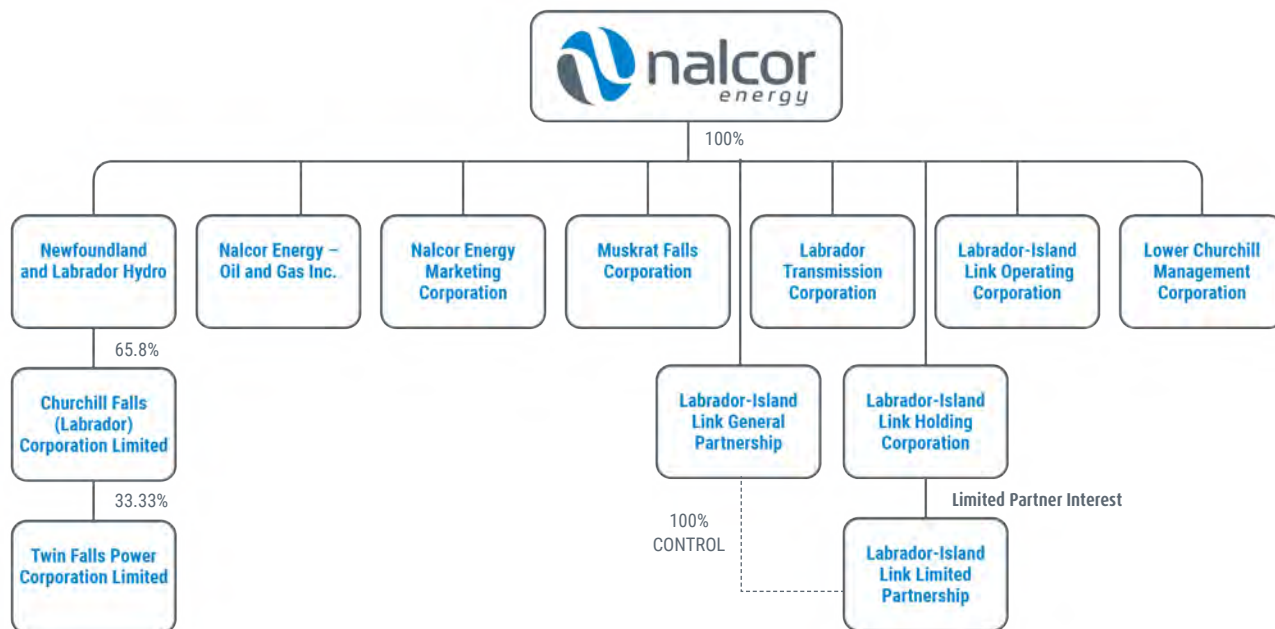 nalcor
energy
100%
Newfoundland
and Labrador Hydro
Nalcor Energy –
Oil and Gas Inc.
Nalcor Energy
Marketing
Corporation
Muskrat Falls
Corporation
Labrador
Transmission
Corporation
Labrador-Island
Link Operating
Corporation
Lower Churchill
Management
Corporation
65.8%
Churchill Falls
(Labrador)
Corporation Limited
Labrador-Island
Link General
Partnership
Labrador-Island
Link Holding
Corporation
33.33%
Limited Partner Interest
100%
CONTROL
Twin Falls Power
Corporation Limited
Labrador-Island
Link Limited
Partnership